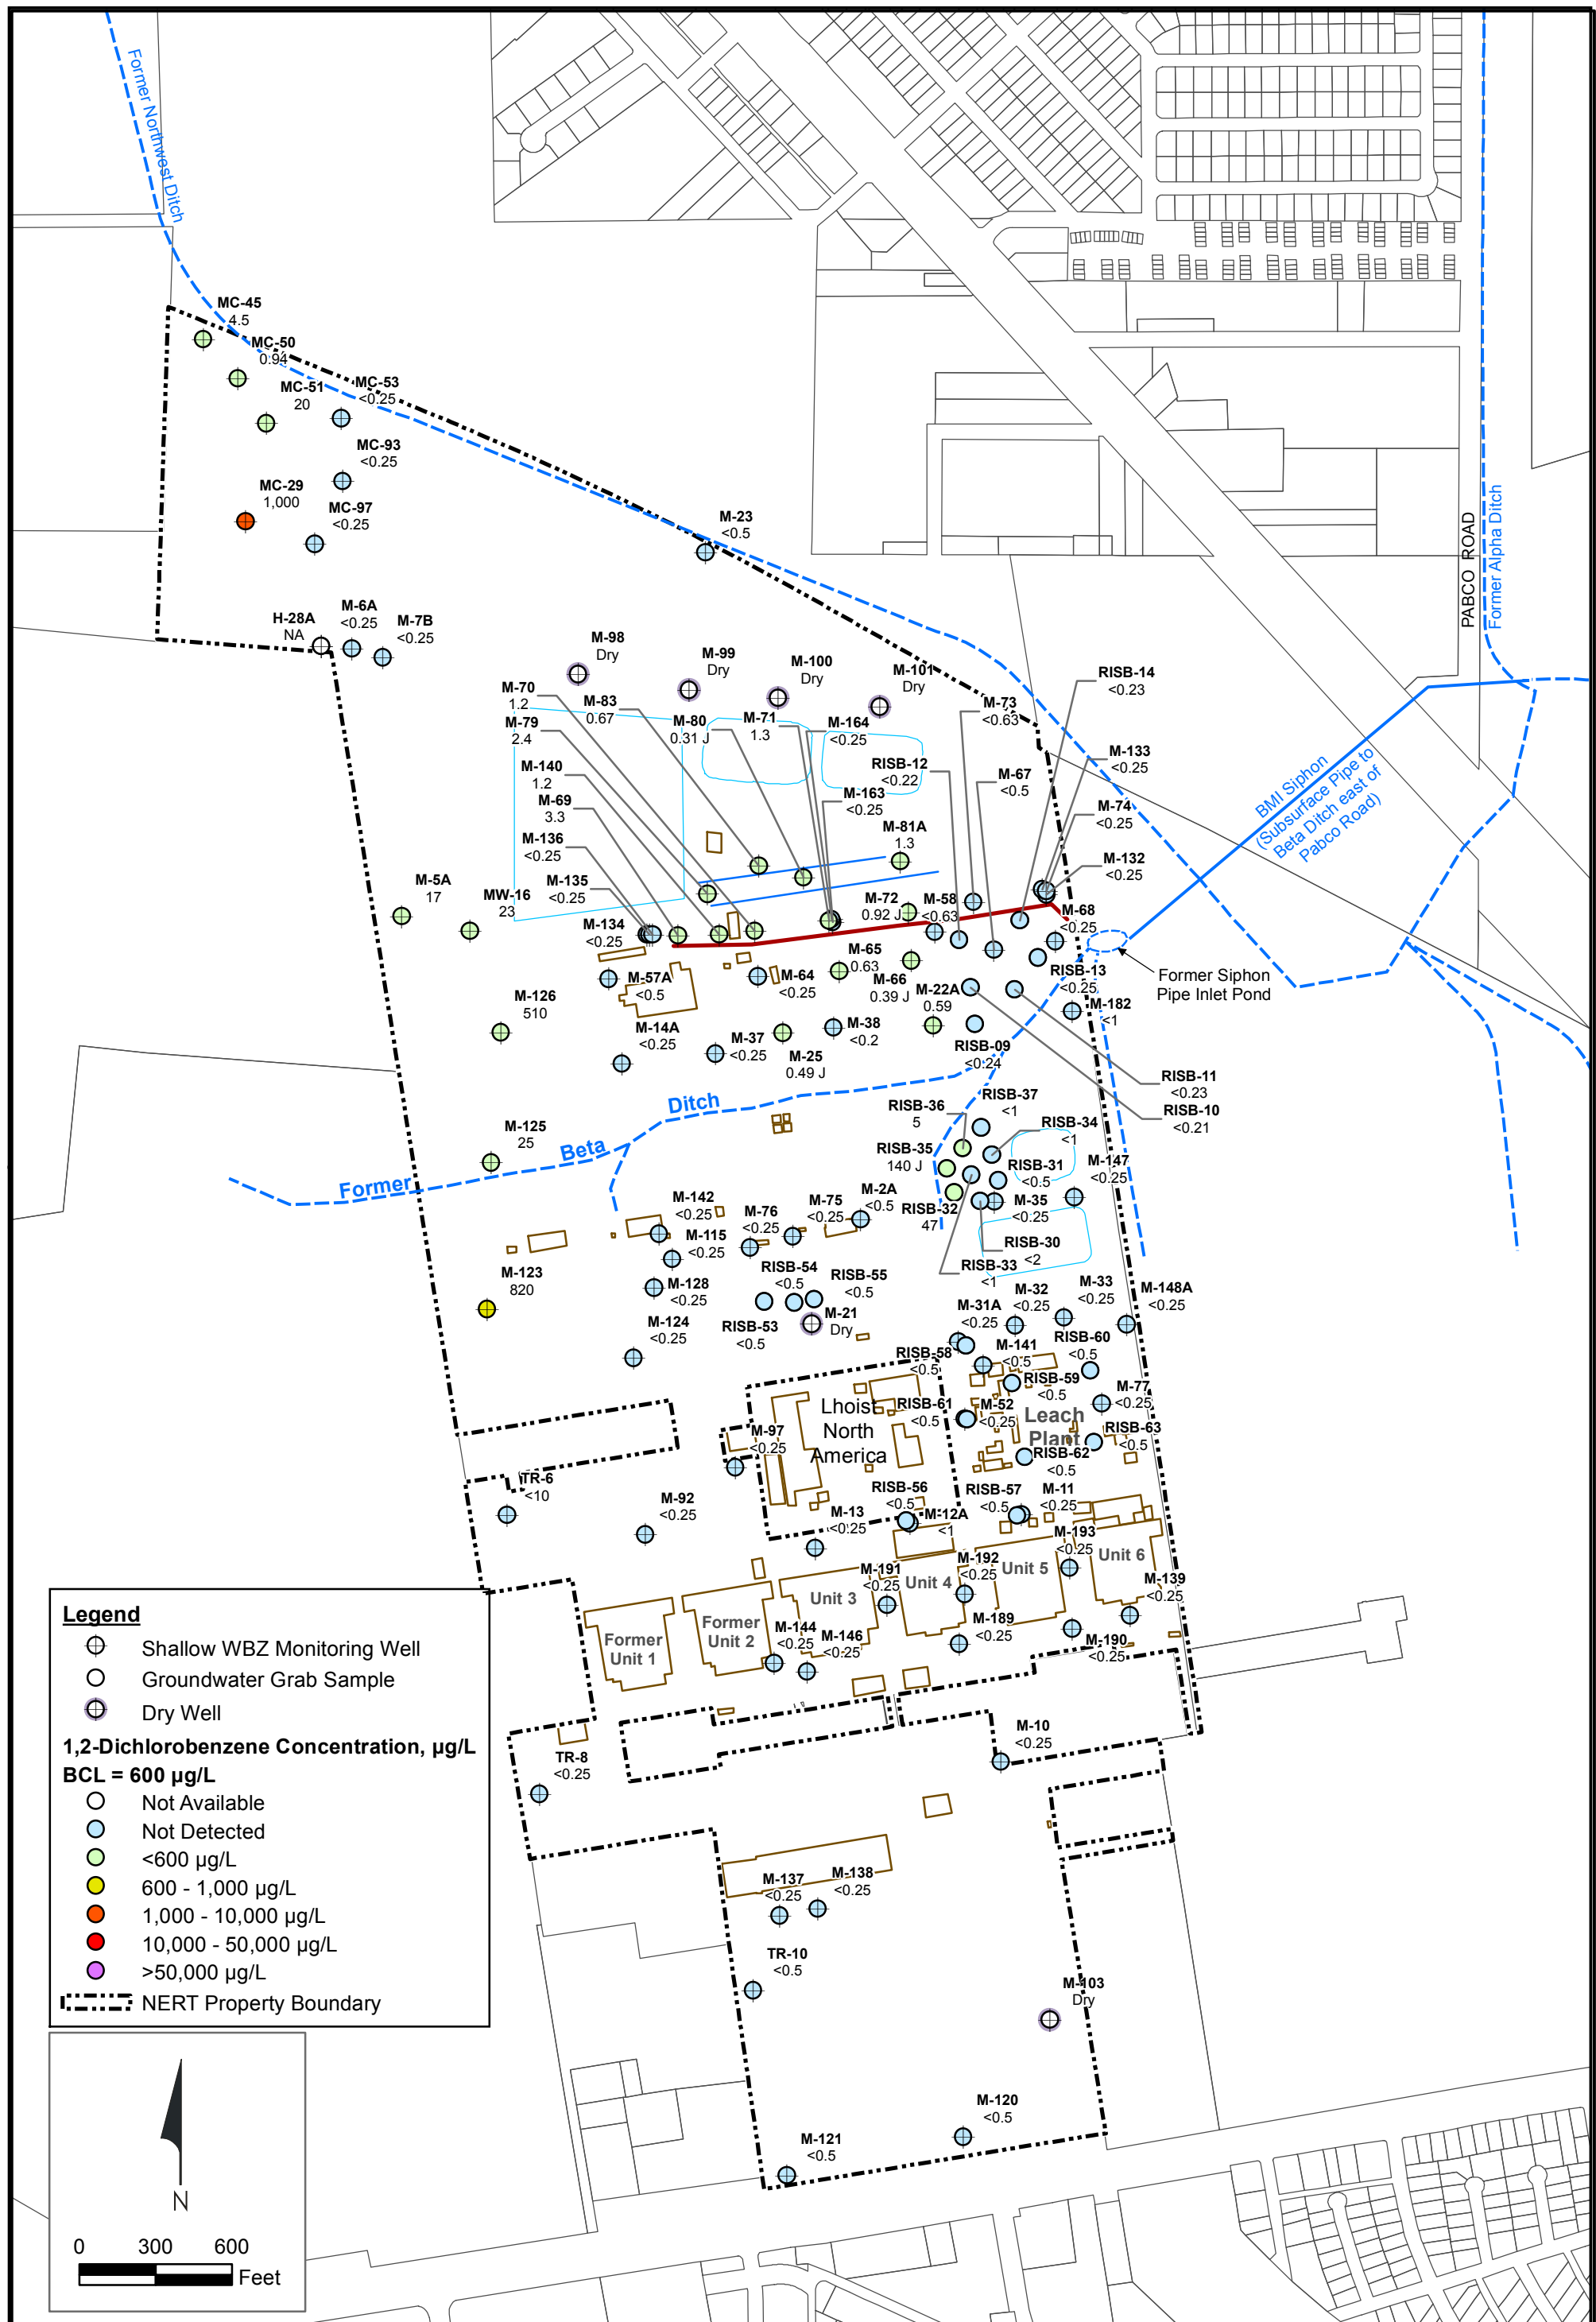 Former Northwest Ditch
MC-45
4.5
MC-50
0.94
MC-51
20
MC-53
<0.25
MC-93
<0.25
MC-29
1,000
MC-97
<0.25
M-23
<0.5
PABCO ROAD
Former Alpha Ditch
H-28A
NA
M-6A
<0.25
M-7B
<0.25
M-98
Dry
M-99
Dry
M-100
Dry
M-101
Dry
RISB-14
<0.23
M-70
1.2
M-83
0.67
M-80
0.31 J
M-71
1.3
M-164
<0.25
M-73
<0.63
M-79
2.4
RISB-12
<0.22
M-67
<0.5
M-133
<0.25
BMI Siphon
(Subsurface Pipe to
Beta Ditch east of
Pabco Road)
M-140
1.2
M-163
<0.25
M-69
3.3
M-74
<0.25
M-136
<0.25
M-81A
1.3
M-132
<0.25
M-5A
17
MW-16
23
M-135
<0.25
M-72
0.92 J
M-58
<0.63
M-68
<0.25
M-134
<0.25
M-57A
<0.5
M-64
<0.25
M-65
0.63
M-66
0.39 J
M-22A
0.59
RISB-13
<0.25
Former Siphon
Pipe Inlet Pond
M-126
510
M-182
<1
M-14A
<0.25
M-37
<0.25
M-25
0.49 J
M-38
<0.2
RISB-09
<0.24
RISB-11
<0.23
RISB-10
<0.21
Former Beta Ditch
M-125
25
RISB-36
5
RISB-37
<1
RISB-34
<1
RISB-35
140 J
RISB-31
<0.5
M-147
<0.25
M-142
<0.25
M-76
<0.25
M-75
<0.25
M-2A
<0.5
RISB-32
47
M-35
<0.25
M-115
<0.25
RISB-30
<2
RISB-33
<1
M-123
820
M-128
<0.25
RISB-54
<0.5
RISB-55
<0.5
RISB-53
<0.5
M-21
Dry
M-124
<0.25
M-31A
<0.25
M-32
<0.25
M-33
<0.25
M-148A
<0.25
RISB-58
<0.5
M-141
<0.5
RISB-60
<0.5
RISB-59
<0.5
M-77
<0.25
Lhoist
North
America
RISB-61
<0.5
M-52
<0.25
Leach
Plant
RISB-63
<0.5
RISB-62
<0.5
M-97
<0.25
TR-6
<10
M-92
<0.25
RISB-56
<0.5
M-13
<0.25
M-12A
<1
RISB-57
<0.5
M-11
<0.25
M-193
<0.25
Unit 6
Unit 5
M-192
<0.25
Unit 4
M-191
<0.25
Unit 3
M-139
<0.25
Former
Unit 2
Former
Unit 1
M-144
<0.25
M-146
<0.25
M-189
<0.25
M-190
<0.25
M-10
<0.25
TR-8
<0.25
M-137
<0.25
M-138
<0.25
TR-10
<0.5
M-103
Dry
M-120
<0.5
M-121
<0.5
Legend
Shallow WBZ Monitoring Well
Groundwater Grab Sample
Dry Well
1,2-Dichlorobenzene Concentration, µg/L
BCL = 600 µg/L
Not Available
Not Detected
<600 µg/L
600 - 1,000 µg/L
1,000 - 10,000 µg/L
10,000 - 50,000 µg/L
>50,000 µg/L
NERT Property Boundary
N
0 300 600
Feet